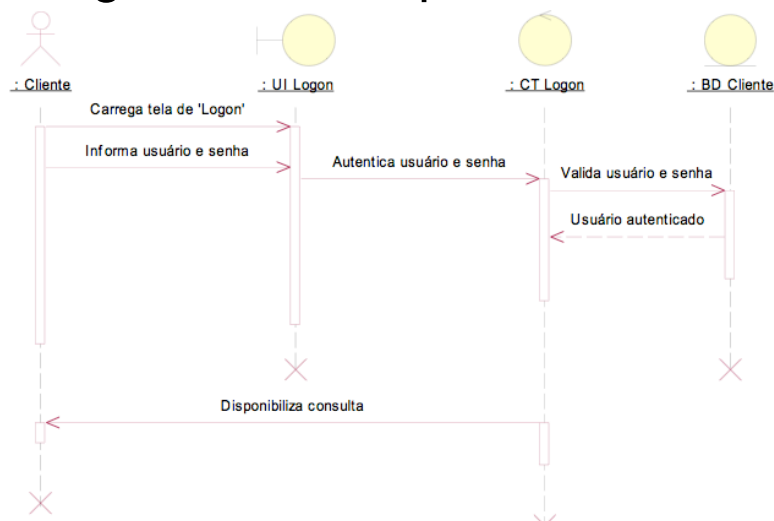 : Cliente
: UI Logon
: CT Logon
: BD Cliente
Carrega tela de 'Logon'
Informa usuário e senha
Autentica usuário e senha
Valida usuário e senha
Usuário autenticado
Disponibiliza consulta